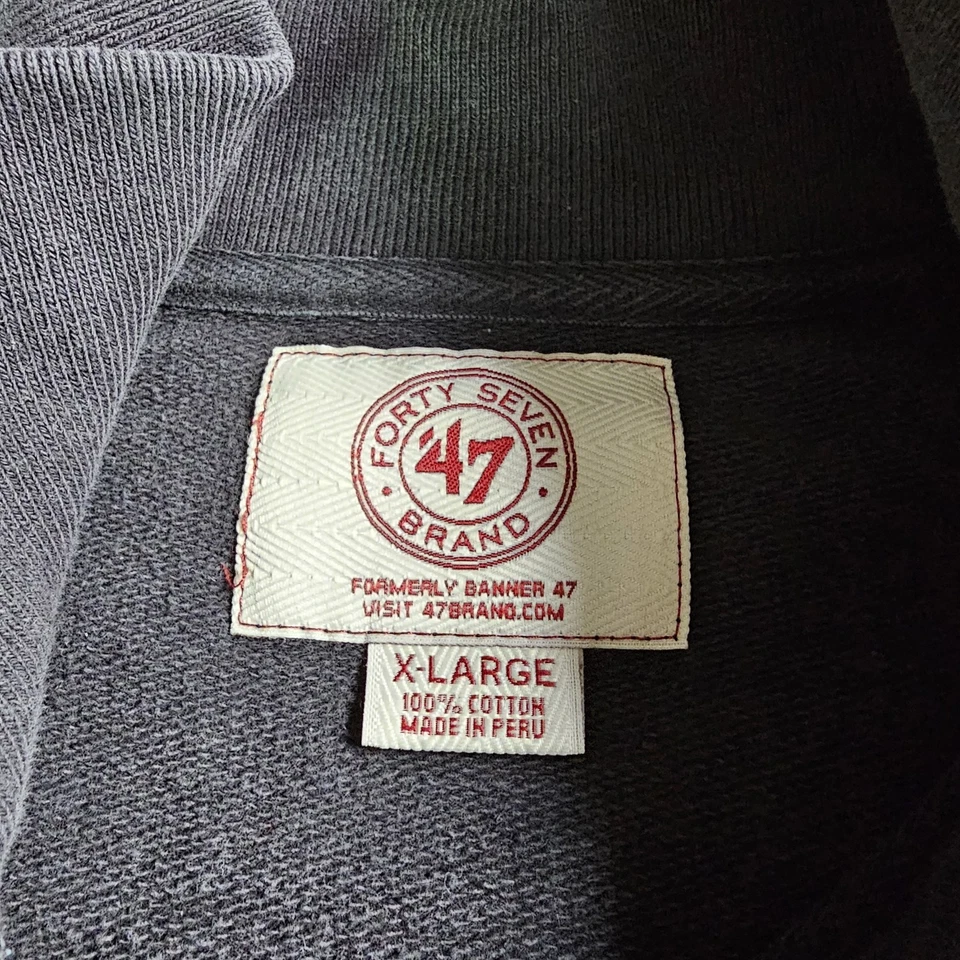 FORTY SEVEN
'47
BRAND
FORMERLY BANNER 47
VISIT 47BRAND.COM
X-LARGE
100% COTTON
MADE IN PERU